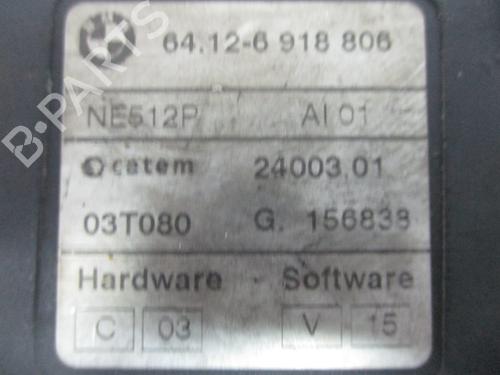 64.12-6 918 806
NE512P AI 01
catem 24003.01
03T080 G. 156838
Hardware - Software
C 03 V 15
B-PARTS